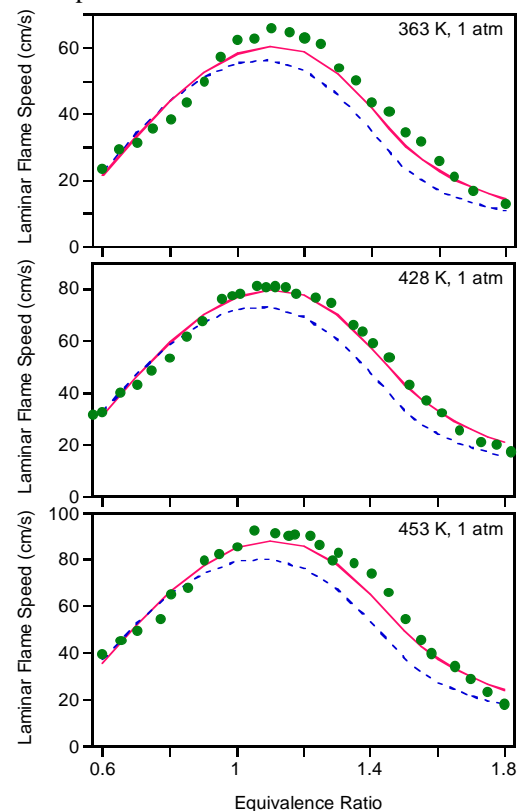 363 K, 1 atm
Laminar Flame Speed (cm/s)
60
40
20
0
428 K, 1 atm
Laminar Flame Speed (cm/s)
80
60
40
20
0
453 K, 1 atm
Laminar Flame Speed (cm/s)
100
80
60
40
20
0
0.6
1
1.4
1.8
Equivalence Ratio